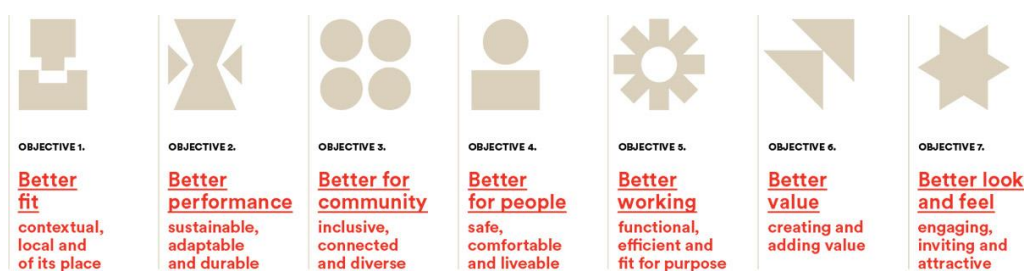 OBJECTIVE 1.
Better
fit
contextual,
local and
of its place
OBJECTIVE 2.
Better
performance
sustainable,
adaptable
and durable
OBJECTIVE 3.
Better for
community
inclusive,
connected
and diverse
OBJECTIVE 4.
Better
for people
safe,
comfortable
and liveable
OBJECTIVE 5.
Better
working
functional,
efficient and
fit for purpose
OBJECTIVE 6.
Better
value
creating and
adding value
OBJECTIVE 7.
Better look
and feel
engaging,
inviting and
attractive